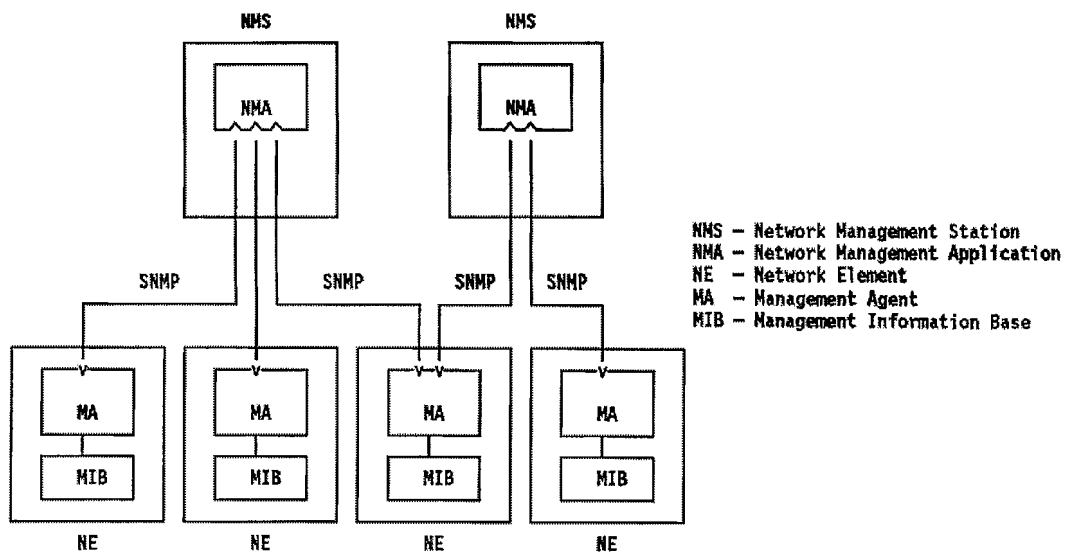 NMS NMS
NMA NMA
NMS – Network Management Station
NMA – Network Management Application
NE – Network Element
MA – Management Agent
MIB – Management Information Base
SNMP SNMP SNMP SNMP
MA MA MA MA
MIB MIB MIB MIB
NE NE NE NE